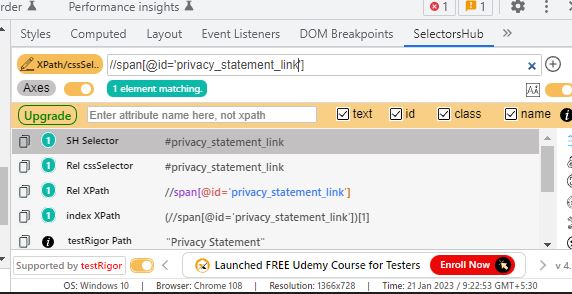 rder Performance insights 1 1
Styles Computed Layout Event Listeners DOM Breakpoints SelectorsHub
XPath/cssSel.. //span[@id='privacy_statement_link']
Axes 1 element matching.
Upgrade Enter attribute name here, not xpath text id class name
1 SH Selector #privacy_statement_link
1 Rel cssSelector #privacy_statement_link
1 Rel XPath //span[@id='privacy_statement_link']
1 index XPath (//span[@id='privacy_statement_link'])[1]
testRigor Path "Privacy Statement"
Supported by testRigor Launched FREE Udemy Course for Testers Enroll Now v 4.
OS: Windows 10 | Browser: Chrome 108 | Resolution: 1366x728 | Time: 21 Jan 2023 / 9:22:53 GMT+5:30